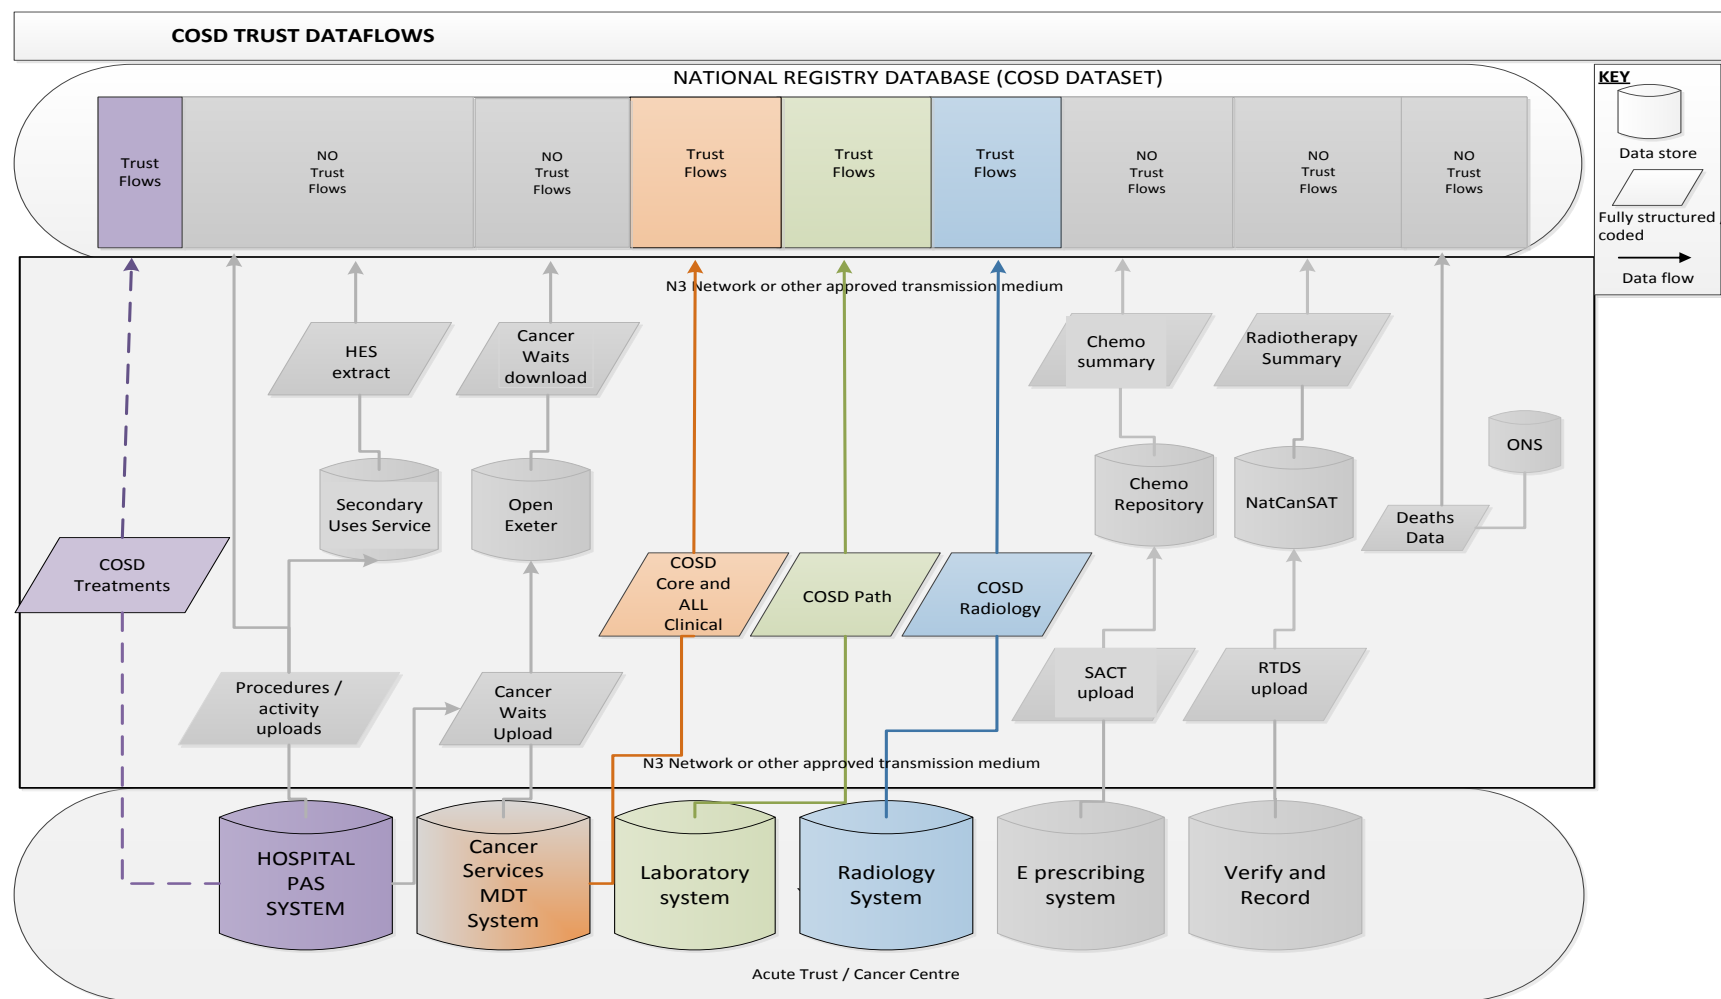 COSD TRUST DATAFLOWS
NATIONAL REGISTRY DATABASE (COSD DATASET)
KEY
Data store
Fully structured ,
coded
Data flow
Trust
Flows
NO
Trust
Flows
NO
Trust
Flows
Trust
Flows
Trust
Flows
Trust
Flows
NO
Trust
Flows
NO
Trust
Flows
NO
Trust
Flows
N3 Network or other approved transmission medium
HES
extract
Cancer
Waits
download
Chemo
summary
Radiotherapy
Summary
Secondary
Uses Service
Open
Exeter
Chemo
Repository
NatCanSAT
ONS
Deaths
Data
COSD
Treatments
COSD
Core and
ALL
Clinical
COSD Path
COSD
Radiology
Procedures /
activity
uploads
Cancer
Waits
Upload
SACT
upload
RTDS
upload
N3 Network or other approved transmission medium
HOSPITAL
PAS
SYSTEM
Cancer
Services
MDT
System
Laboratory
system
Radiology
System
E prescribing
system
Verify and
Record
Acute Trust / Cancer Centre